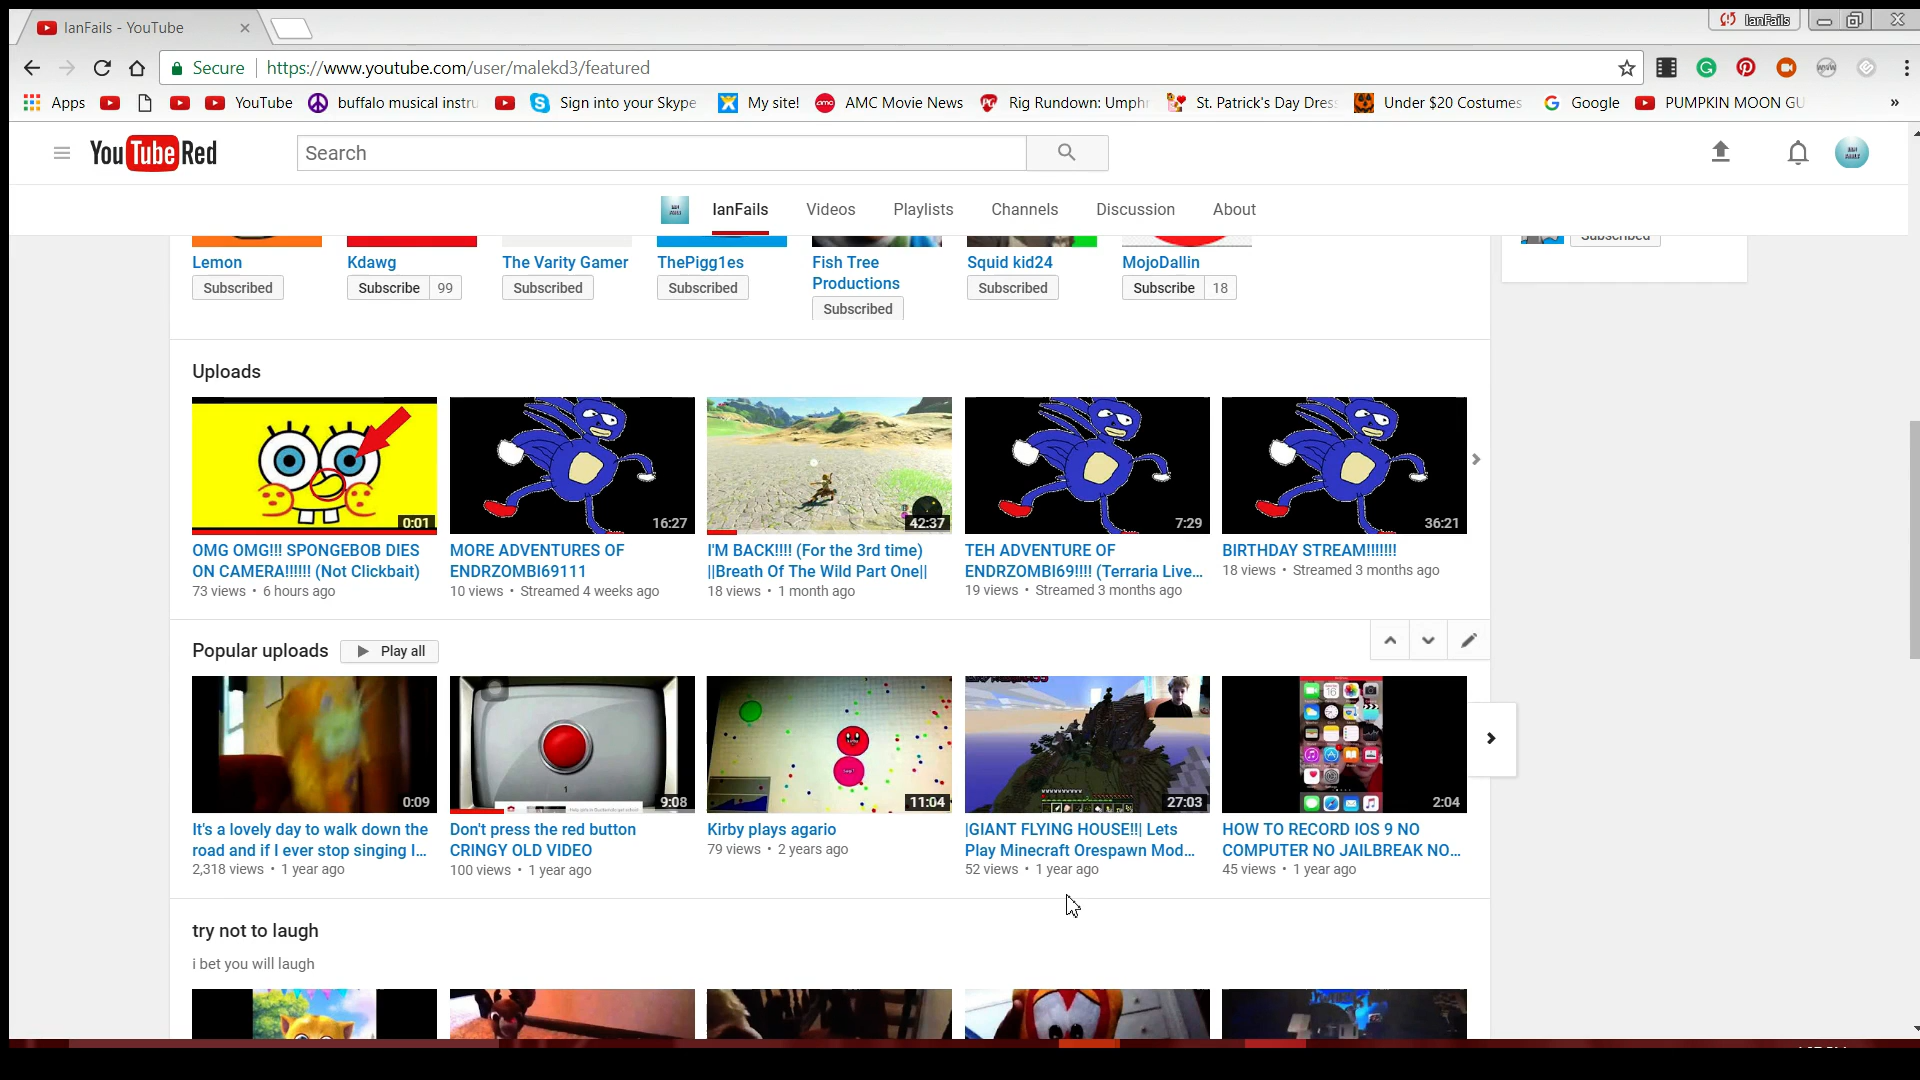 IanFails - YouTube
IanFails
Secure
https://www.youtube.com/user/malekd3/featured
Apps
YouTube
buffalo musical instru
Sign into your Skype
My site!
AMC Movie News
Rig Rundown: Umphr
St. Patrick's Day Dres
Under $20 Costumes
Google
PUMPKIN MOON GU
»
YouTube Red
Search
IanFails
Videos
Playlists
Channels
Discussion
About
Lemon
Kdawg
The Varity Gamer
ThePigg1es
Fish Tree
Productions
Squid kid24
MojoDallin
Subscribed
Subscribe 99
Subscribed
Subscribed
Subscribed
Subscribed
Subscribe 18
Subscribed
Uploads
0:01
16:27
42:37
7:29
36:21
OMG OMG!!! SPONGEBOB DIES
ON CAMERA!!!!!! (Not Clickbait)
73 views • 6 hours ago
MORE ADVENTURES OF
ENDRZOMBI69111
10 views • Streamed 4 weeks ago
I'M BACK!!!! (For the 3rd time)
||Breath Of The Wild Part One||
18 views • 1 month ago
TEH ADVENTURE OF
ENDRZOMBI69!!!! (Terraria Live...
19 views • Streamed 3 months ago
BIRTHDAY STREAM!!!!!!!
18 views • Streamed 3 months ago
Popular uploads
Play all
0:09
9:08
11:04
27:03
2:04
It's a lovely day to walk down the
road and if I ever stop singing I...
2,318 views • 1 year ago
Don't press the red button
CRINGY OLD VIDEO
100 views • 1 year ago
Kirby plays agario
79 views • 2 years ago
|GIANT FLYING HOUSE!!| Lets
Play Minecraft Orespawn Mod...
52 views • 1 year ago
HOW TO RECORD IOS 9 NO
COMPUTER NO JAILBREAK NO...
45 views • 1 year ago
try not to laugh
i bet you will laugh